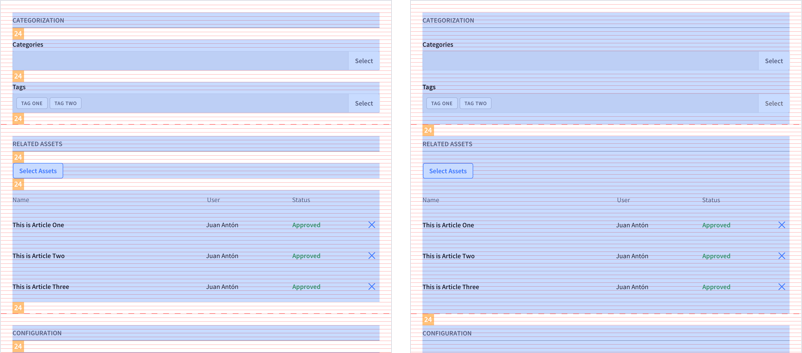 CATEGORIZATION
24
Categories
Select
24
Tags
TAG ONE TAG TWO Select
24
RELATED ASSETS
24
Select Assets
24
Name User Status
This is Article One Juan Antón Approved
This is Article Two Juan Antón Approved
This is Article Three Juan Antón Approved
24
CONFIGURATION
24
CATEGORIZATION
Categories
Select
Tags
TAG ONE TAG TWO Select
24
RELATED ASSETS
Select Assets
Name User Status
This is Article One Juan Antón Approved
This is Article Two Juan Antón Approved
This is Article Three Juan Antón Approved
24
CONFIGURATION